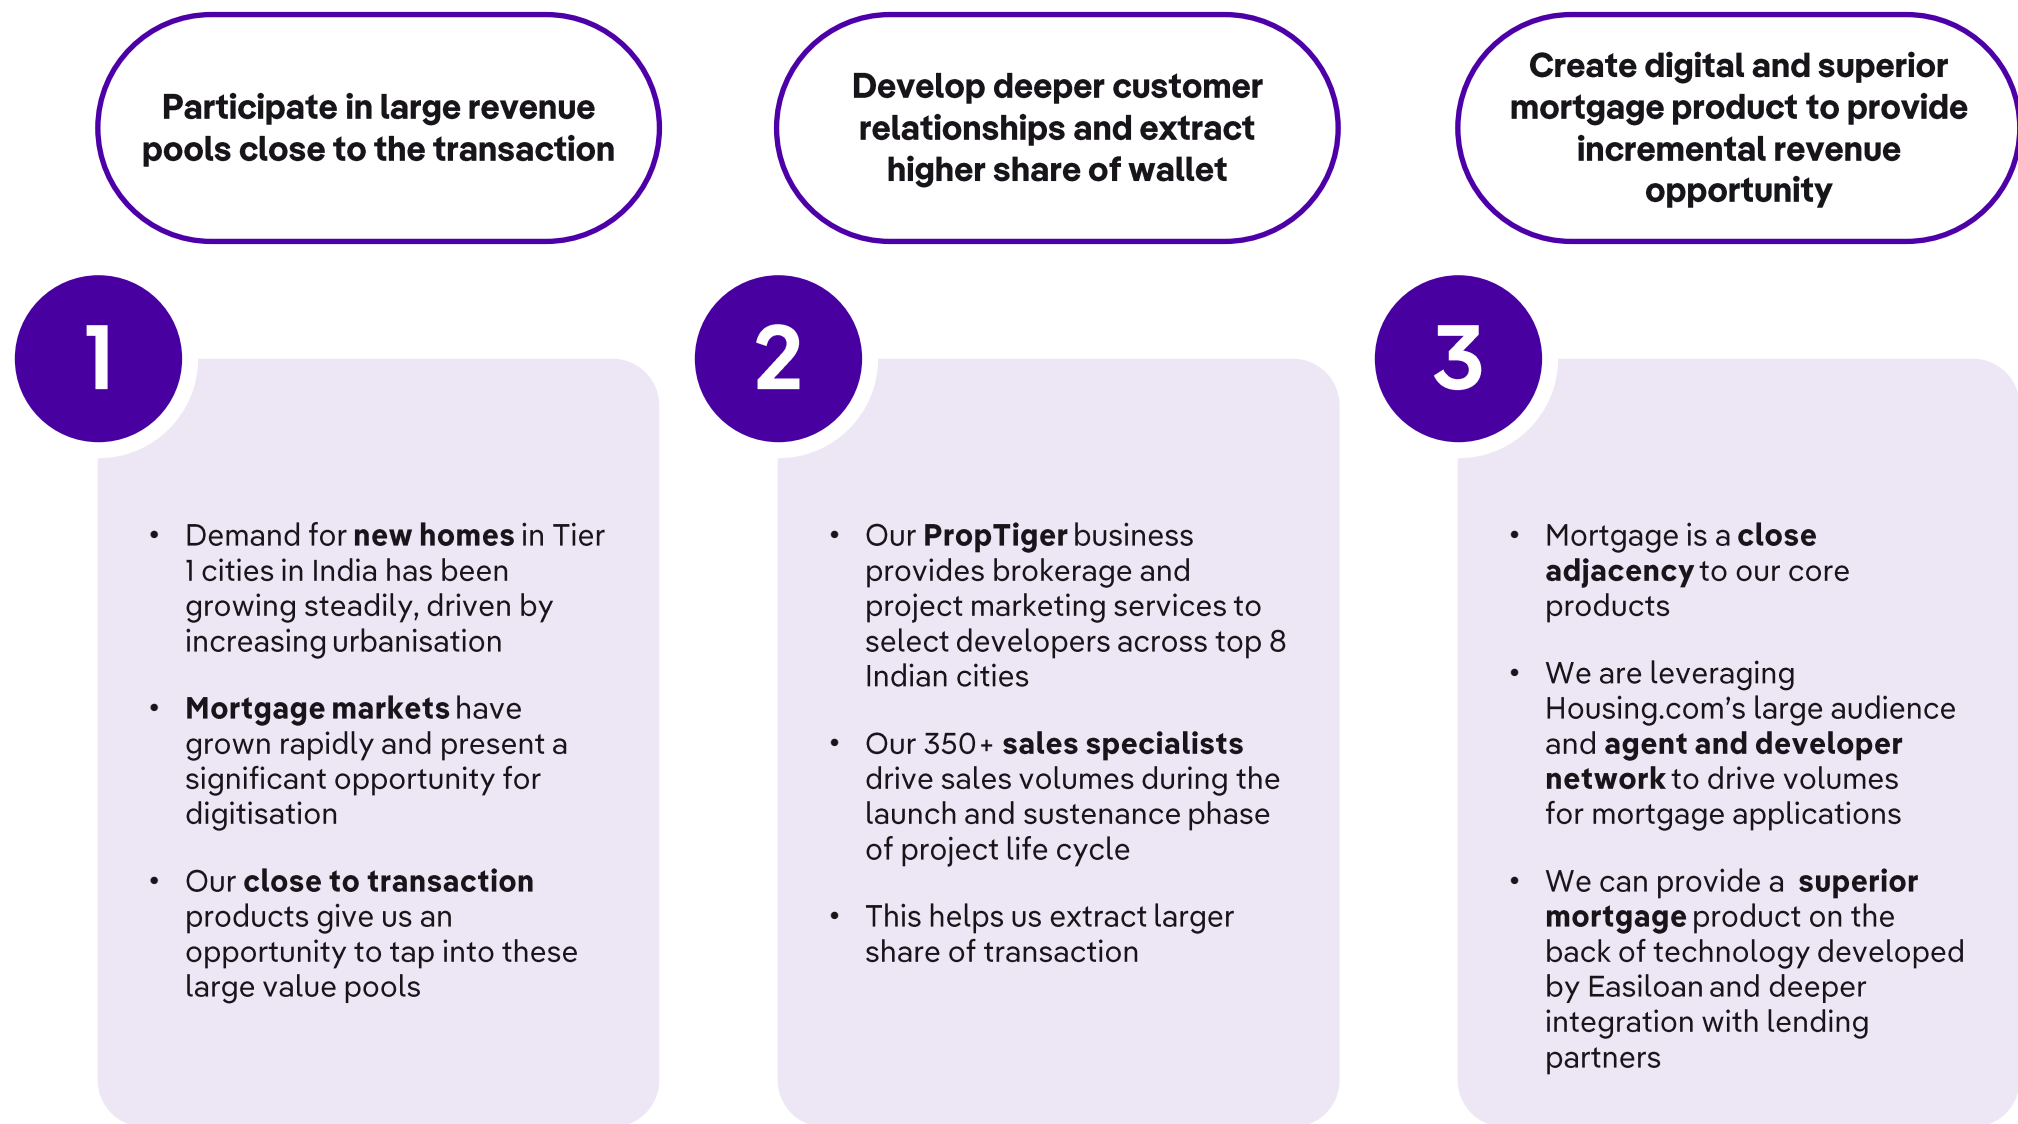 Participate in large revenue
pools close to the transaction
1
• Demand for new homes in Tier
1 cities in India has been
growing steadily, driven by
increasing urbanisation
• Mortgage markets have
grown rapidly and present a
significant opportunity for
digitisation
• Our close to transaction
products give us an
opportunity to tap into these
large value pools
Develop deeper customer
relationships and extract
higher share of wallet
2
• Our PropTiger business
provides brokerage and
project marketing services to
select developers across top 8
Indian cities
• Our 350+ sales specialists
drive sales volumes during the
launch and sustenance phase
of project life cycle
• This helps us extract larger
share of transaction
Create digital and superior
mortgage product to provide
incremental revenue
opportunity
3
• Mortgage is a close
adjacency to our core
products
• We are leveraging
Housing.com’s large audience
and agent and developer
network to drive volumes
for mortgage applications
• We can provide a superior
mortgage product on the
back of technology developed
by Easiloan and deeper
integration with lending
partners